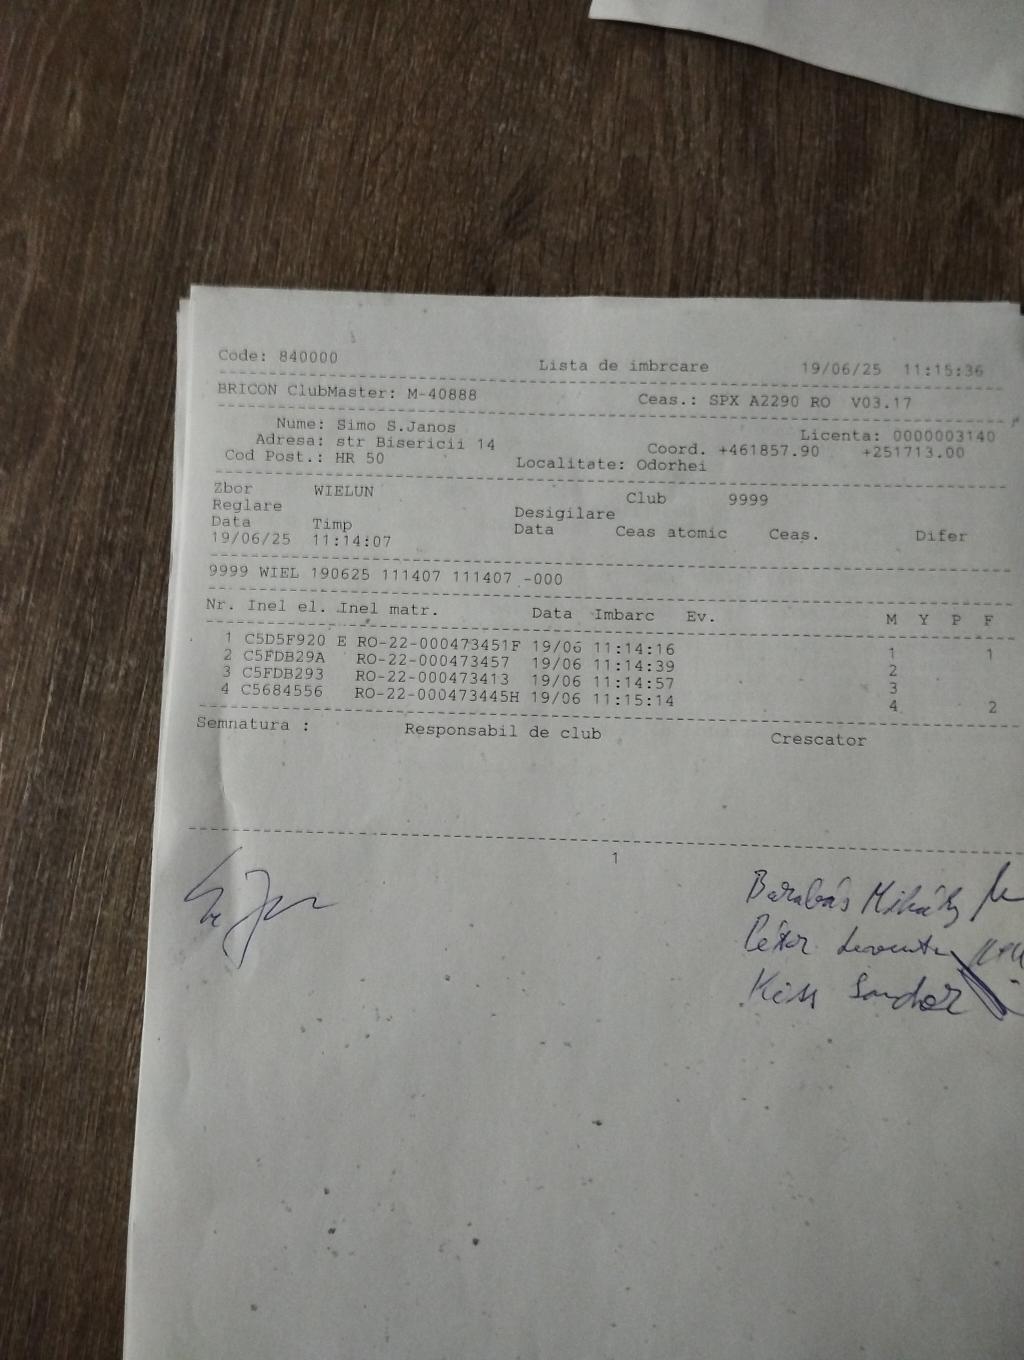 Code: 840000 Lista de imbrcare 19/06/25 11:15:36
BRICON ClubMaster: M-40888 Ceas.: SPX A2290 RO V03.17
Nume: Simo S.Janos Licenta: 0000003140
Adresa: str Bisericii 14 Coord. +461857.90 +251713.00
Cod Post.: HR 50 Localitate: Odorhei
Zbor WIELUN Club 9999
Reglare Desigilare
Data Timp Data Ceas atomic Ceas. Difer
19/06/25 11:14:07
9999 WIEL 190625 111407 111407 -000
Nr. Inel el. Inel matr. Data Imbarc Ev. M Y P F
1 C5D5F920 E RO-22-000473451F 19/06 11:14:16 1 1
2 C5FDB29A RO-22-000473457 19/06 11:14:39 2
3 C5FDB293 RO-22-000473413 19/06 11:14:57 3
4 C5684556 RO-22-000473445H 19/06 11:15:14 4 2
Semnatura : Responsabil de club Crescator
1
Barabás Mihály
Péter
Kiss Sandor